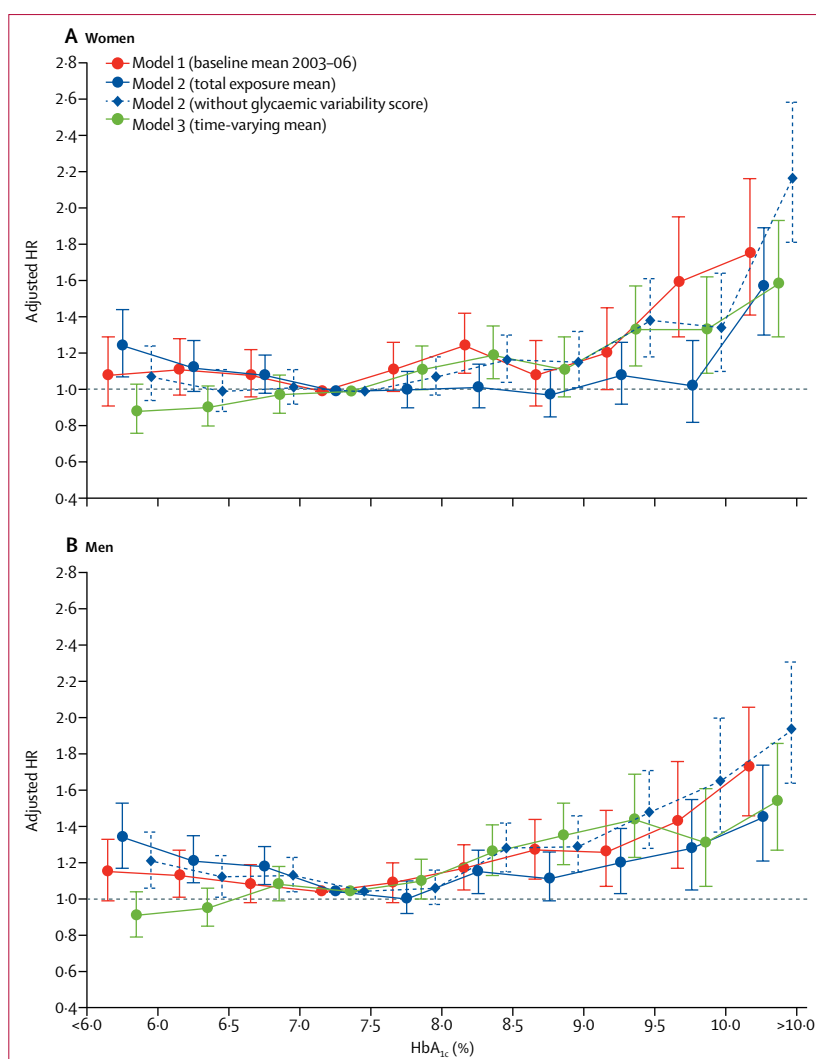 A Women
Model 1 (baseline mean 2003–06)
Model 2 (total exposure mean)
Model 2 (without glycaemic variability score)
Model 3 (time-varying mean)
2·8
2·6
2·4
2·2
2·0
1·8
1·6
1·4
1·2
1·0
0·8
0·6
0·4
Adjusted HR
B Men
2·8
2·6
2·4
2·2
2·0
1·8
1·6
1·4
1·2
1·0
0·8
0·6
0·4
Adjusted HR
<6·0 6·0 6·5 7·0 7·5 8·0 8·5 9·0 9·5 10·0 >10·0
HbA1c (%)